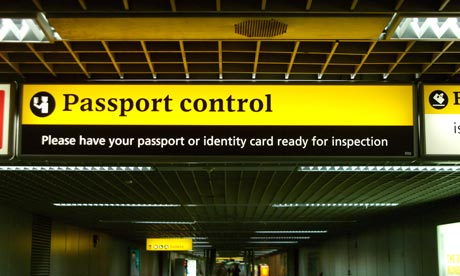 Passport control
Please have your passport or identity card ready for inspection